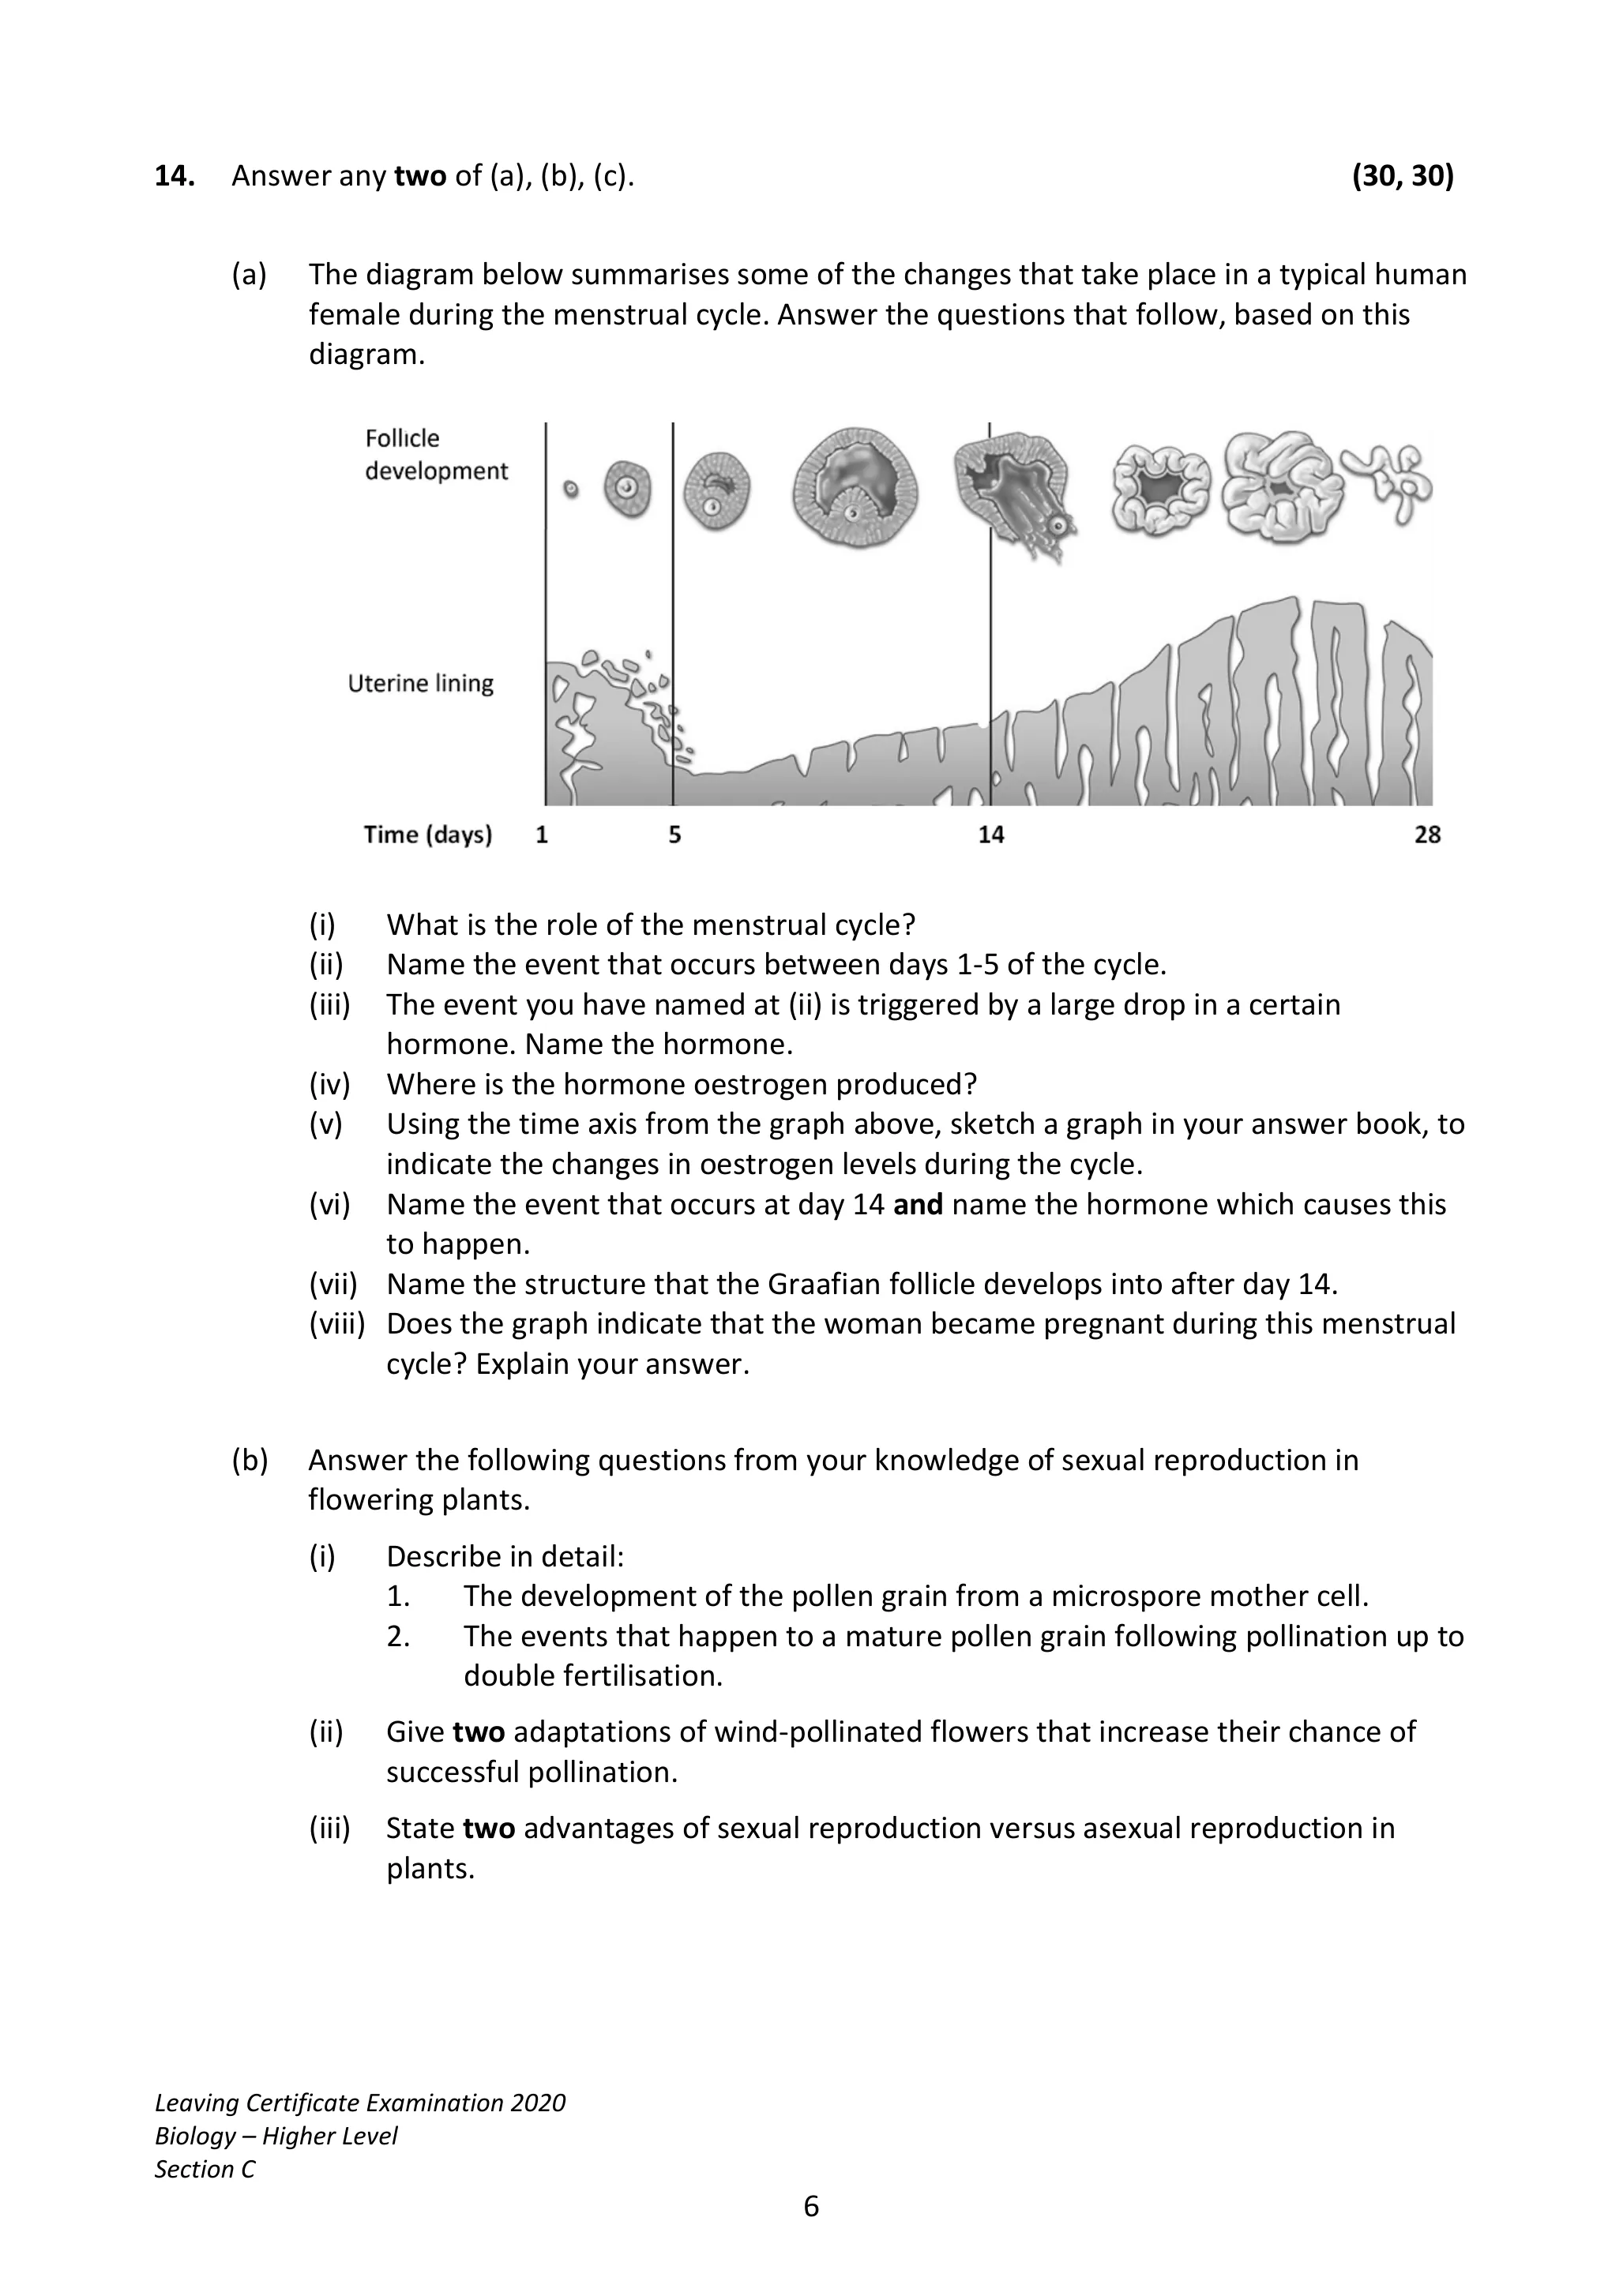 14. Answer any two of (a), (b), (c). (30, 30)
(a) The diagram below summarises some of the changes that take place in a typical human
female during the menstrual cycle. Answer the questions that follow, based on this
diagram.
Follicle
development
Uterine lining
Time (days) 1 5 14 28
(i) What is the role of the menstrual cycle?
(ii) Name the event that occurs between days 1-5 of the cycle.
(iii) The event you have named at (ii) is triggered by a large drop in a certain
hormone. Name the hormone.
(iv) Where is the hormone oestrogen produced?
(v) Using the time axis from the graph above, sketch a graph in your answer book, to
indicate the changes in oestrogen levels during the cycle.
(vi) Name the event that occurs at day 14 and name the hormone which causes this
to happen.
(vii) Name the structure that the Graafian follicle develops into after day 14.
(viii) Does the graph indicate that the woman became pregnant during this menstrual
cycle? Explain your answer.
(b) Answer the following questions from your knowledge of sexual reproduction in
flowering plants.
(i) Describe in detail:
1. The development of the pollen grain from a microspore mother cell.
2. The events that happen to a mature pollen grain following pollination up to
double fertilisation.
(ii) Give two adaptations of wind-pollinated flowers that increase their chance of
successful pollination.
(iii) State two advantages of sexual reproduction versus asexual reproduction in
plants.
Leaving Certificate Examination 2020
Biology – Higher Level
Section C
6